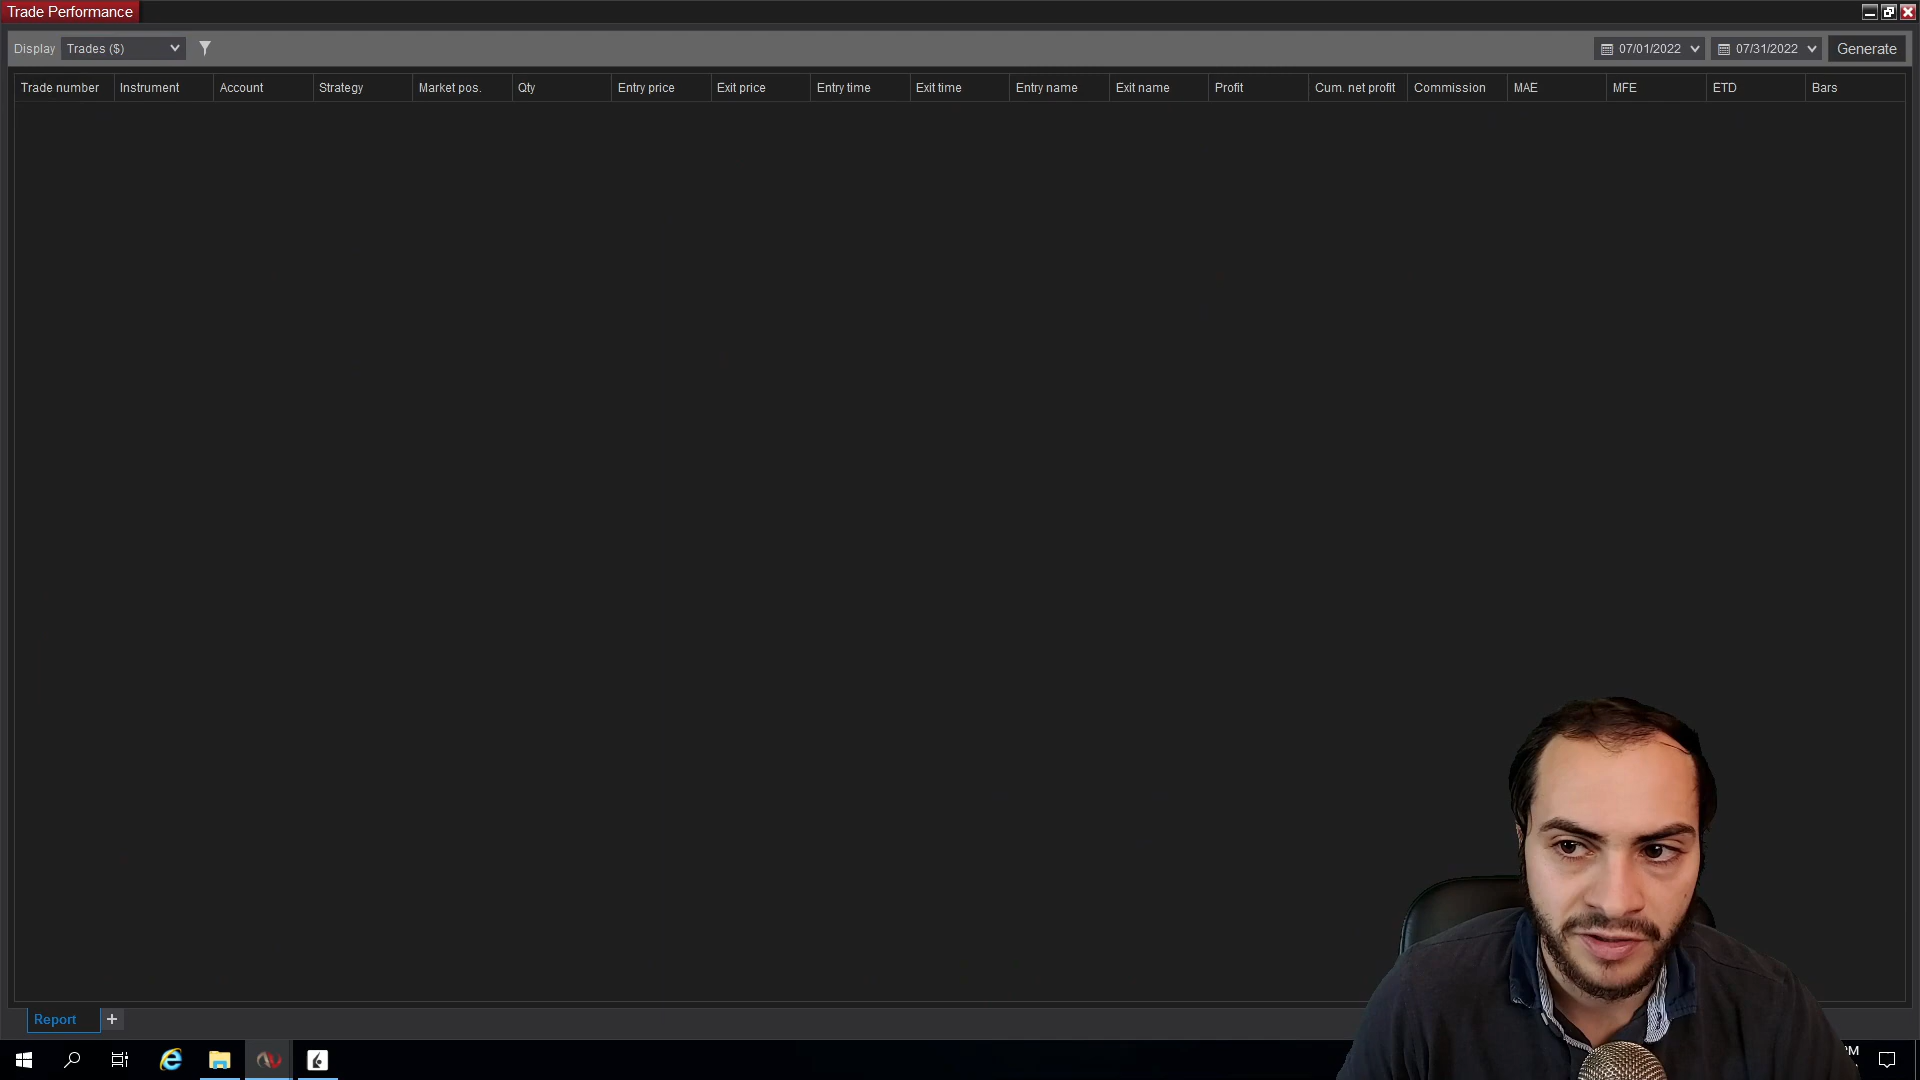 Trade Performance
Display Trades ($) 07/01/2022 07/31/2022 Generate
Trade number Instrument Account Strategy Market pos. Qty Entry price Exit price Entry time Exit time Entry name Exit name Profit Cum. net profit Commission MAE MFE ETD Bars
Report +
PM